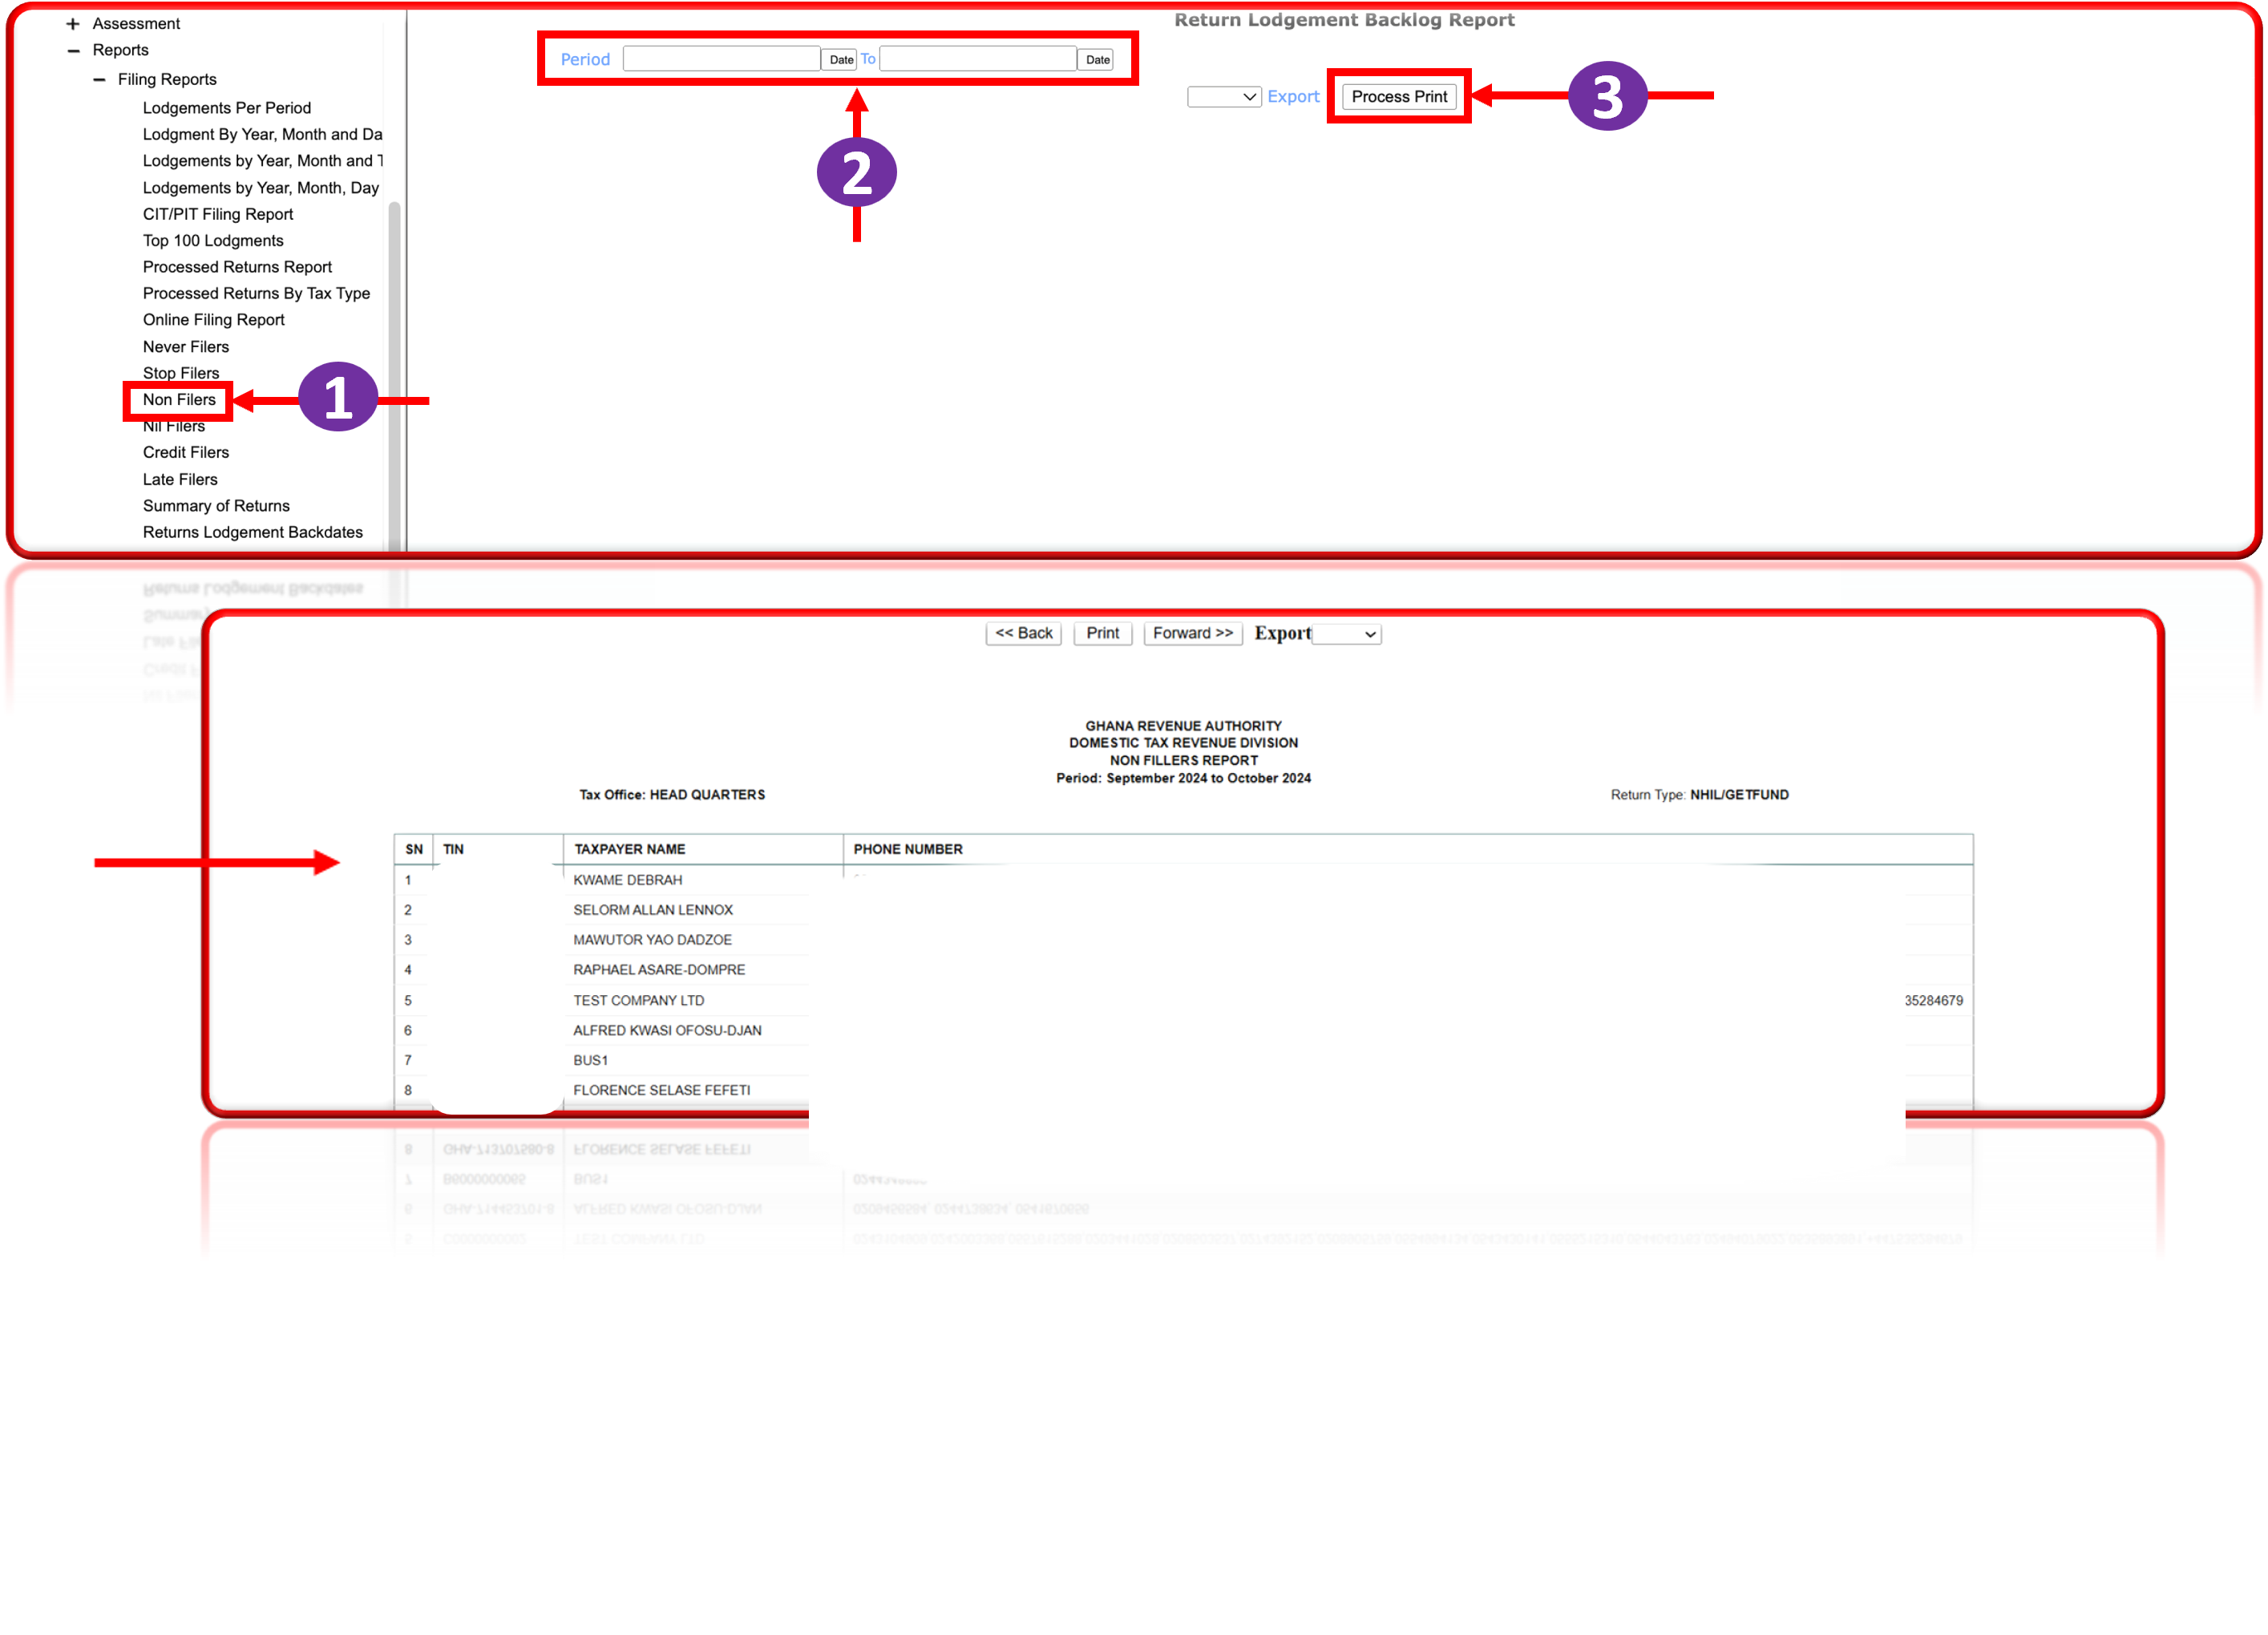 Assessment
Reports
Filing Reports
Lodgements Per Period
Lodgment By Year, Month and Da
Lodgements by Year, Month and T
Lodgements by Year, Month, Day
CIT/PIT Filing Report
Top 100 Lodgments
Processed Returns Report
Processed Returns By Tax Type
Online Filing Report
Never Filers
Stop Filers
Non Filers
Nil Filers
Credit Filers
Late Filers
Summary of Returns
Returns Lodgement Backdates
1
Return Lodgement Backlog Report
Period Date To Date
Export Process Print
3
2
<< Back Print Forward >> Export
GHANA REVENUE AUTHORITY
DOMESTIC TAX REVENUE DIVISION
NON FILLERS REPORT
Period: September 2024 to October 2024
Tax Office: HEAD QUARTERS Return Type: NHIL/GETFUND
SN TIN TAXPAYER NAME PHONE NUMBER
1 KWAME DEBRAH
2 SELORM ALLAN LENNOX
3 MAWUTOR YAO DADZOE
4 RAPHAEL ASARE-DOMPRE
5 TEST COMPANY LTD 35284679
6 ALFRED KWASI OFOSU-DJAN
7 BUS1
8 FLORENCE SELASE FEFETI